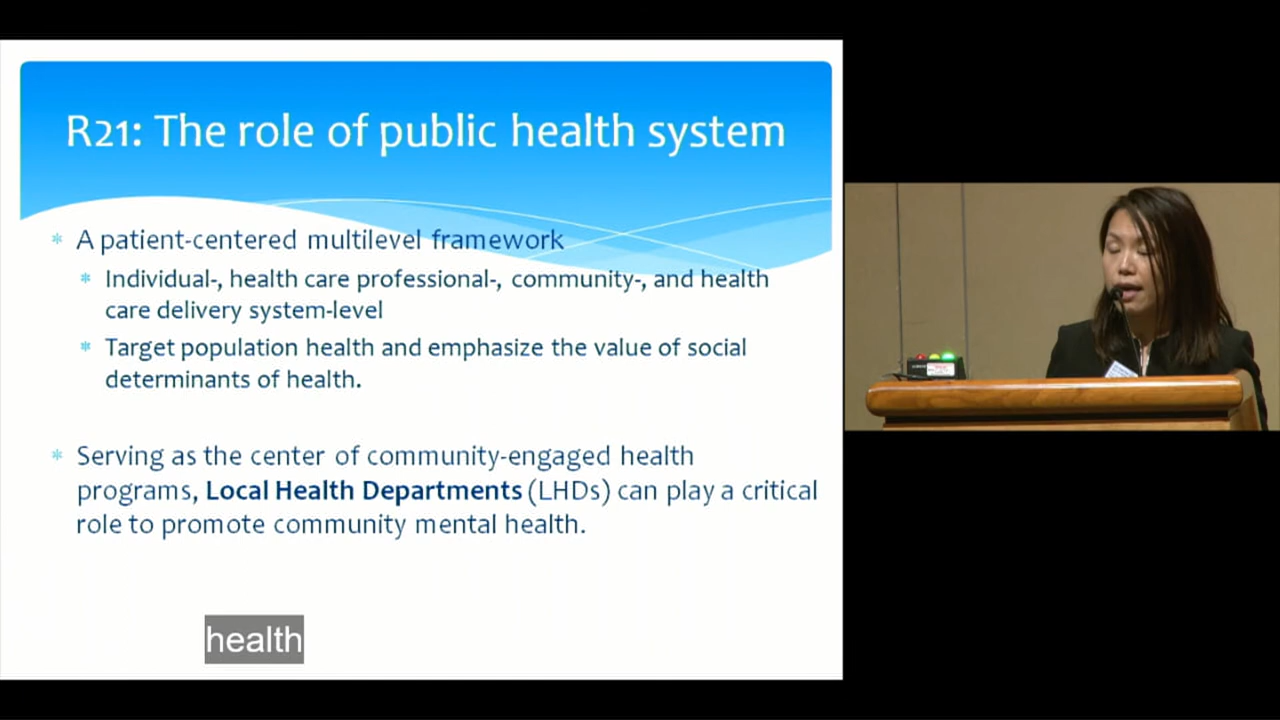 R21: The role of public health system
* A patient-centered multilevel framework
* Individual-, health care professional-, community-, and health
care delivery system-level
* Target population health and emphasize the value of social
determinants of health.
* Serving as the center of community-engaged health
programs, Local Health Departments (LHDs) can play a critical
role to promote community mental health.
health